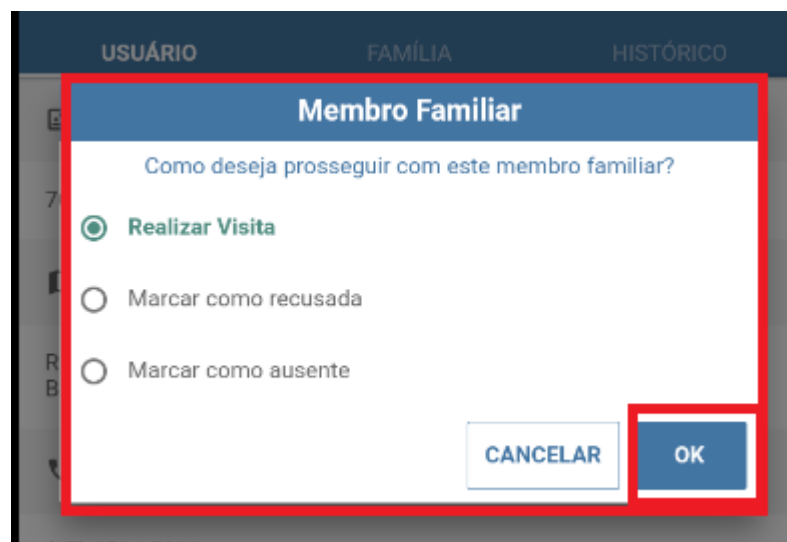 USUÁRIO FAMÍLIA HISTÓRICO
Membro Familiar
Como deseja prosseguir com este membro familiar?
7
Realizar Visita
Marcar como recusada
R
Marcar como ausente
B
CANCELAR OK